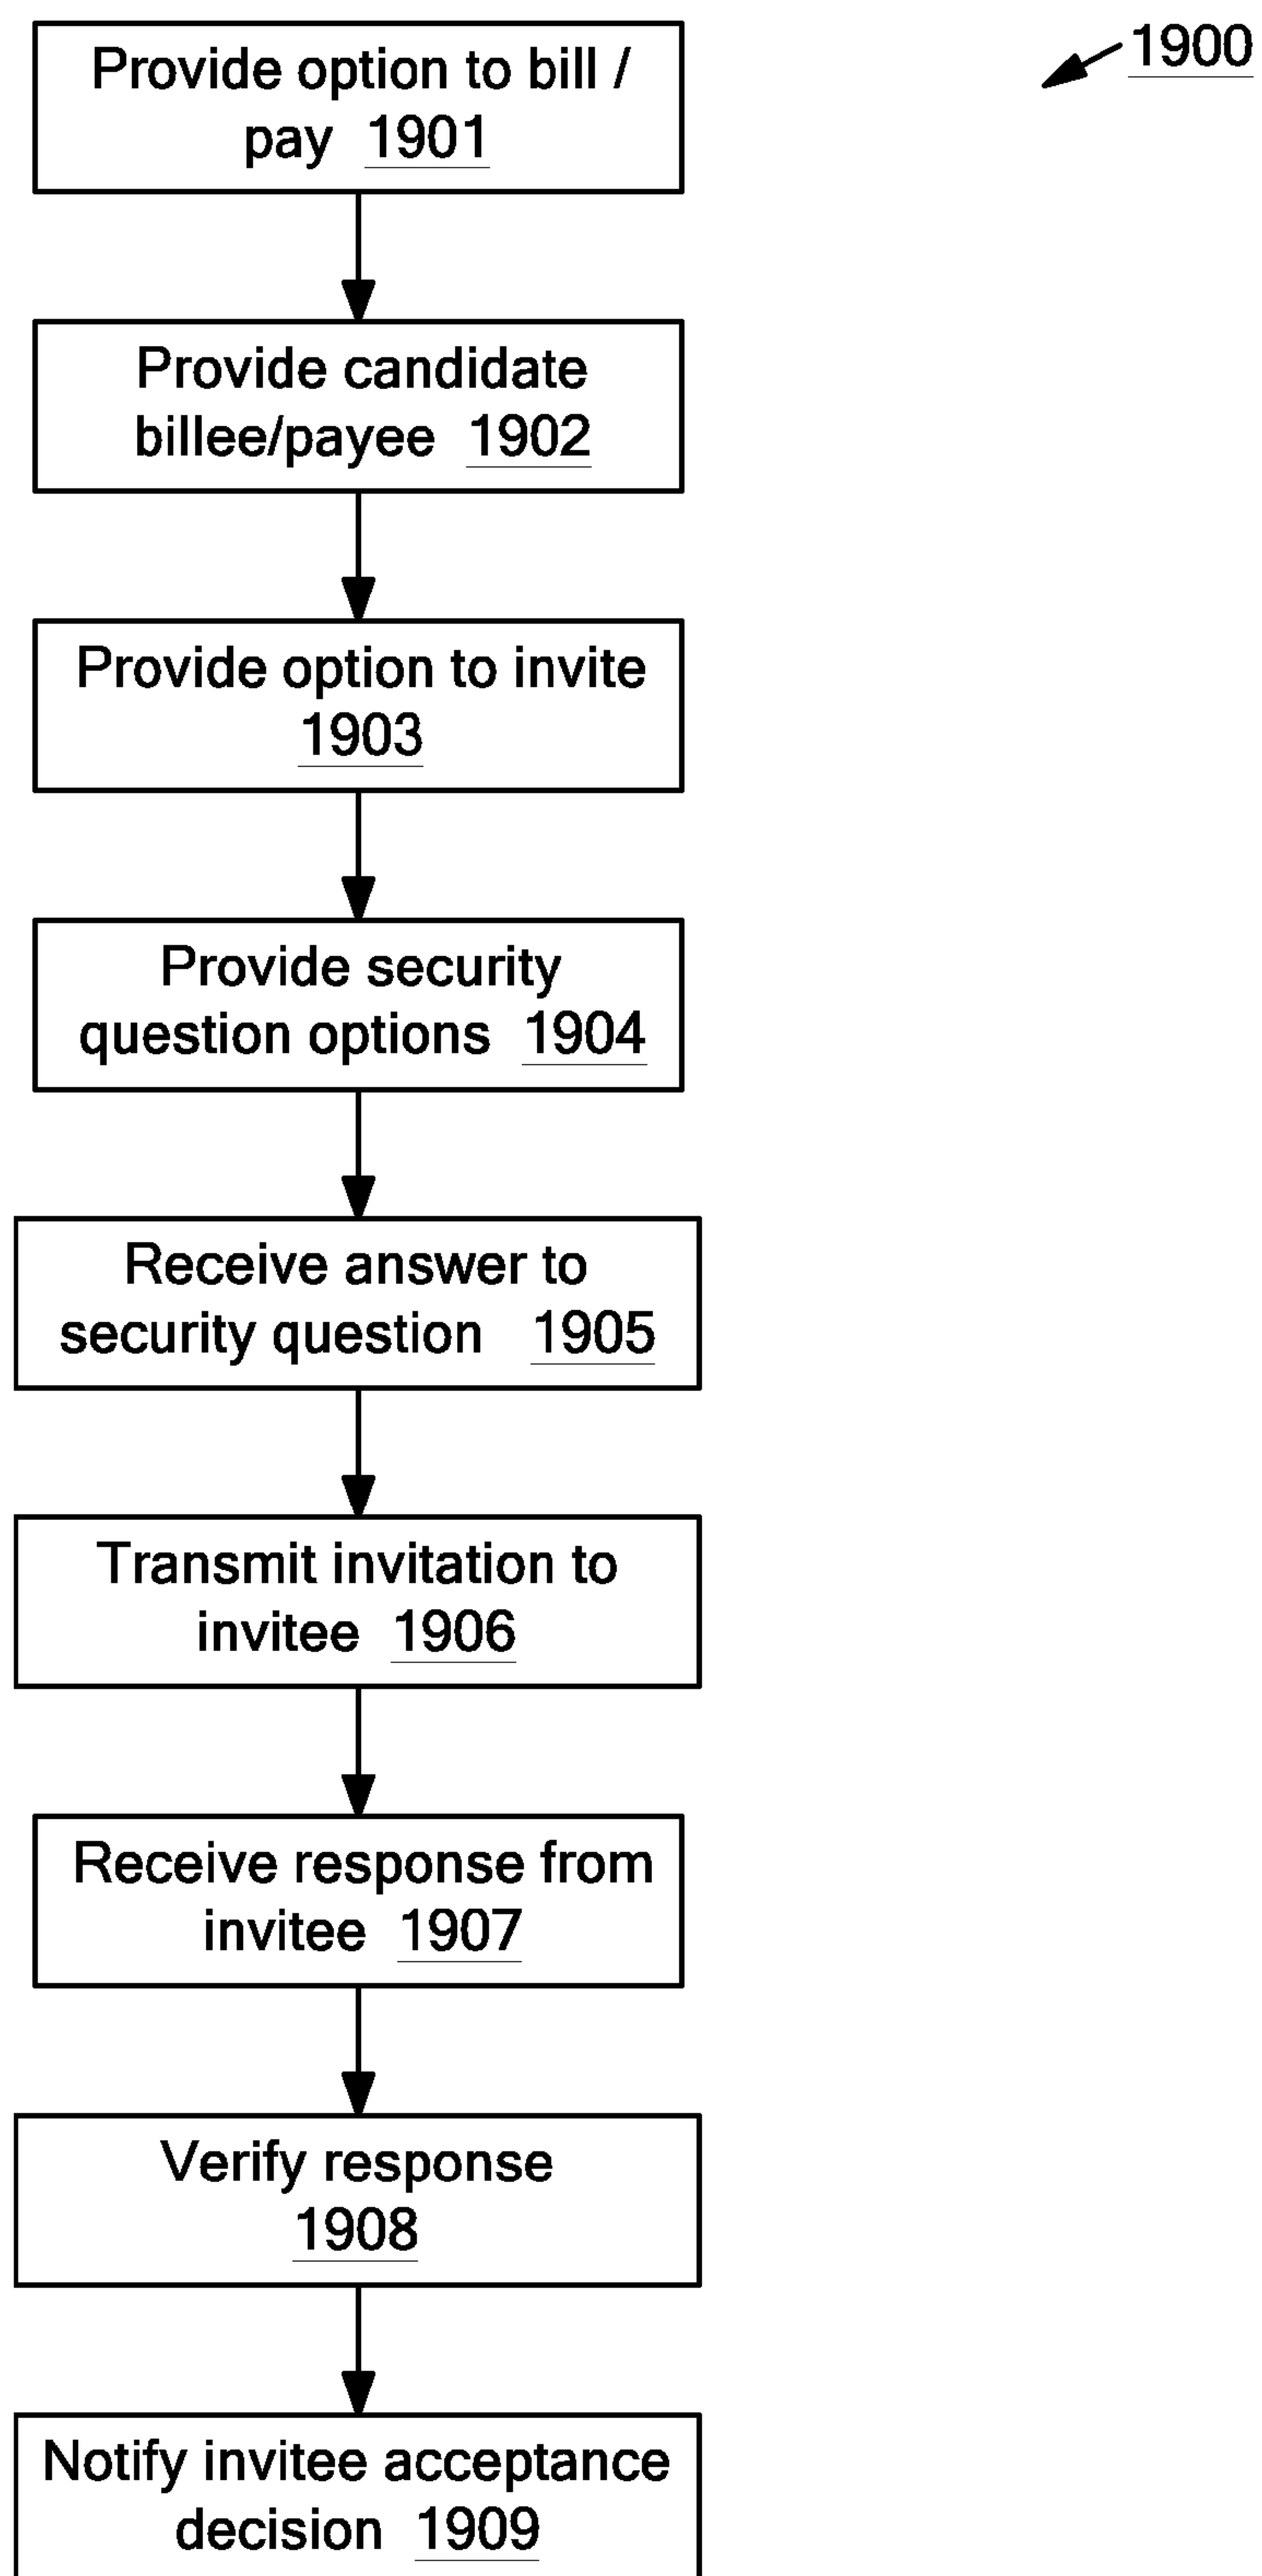 Provide option to bill /
pay 1901
1900
Provide candidate
billee/payee 1902
Provide option to invite
1903
Provide security
question options 1904
Receive answer to
security question 1905
Transmit invitation to
invitee 1906
Receive response from
invitee 1907
Verify response
1908
Notify invitee acceptance
decision 1909